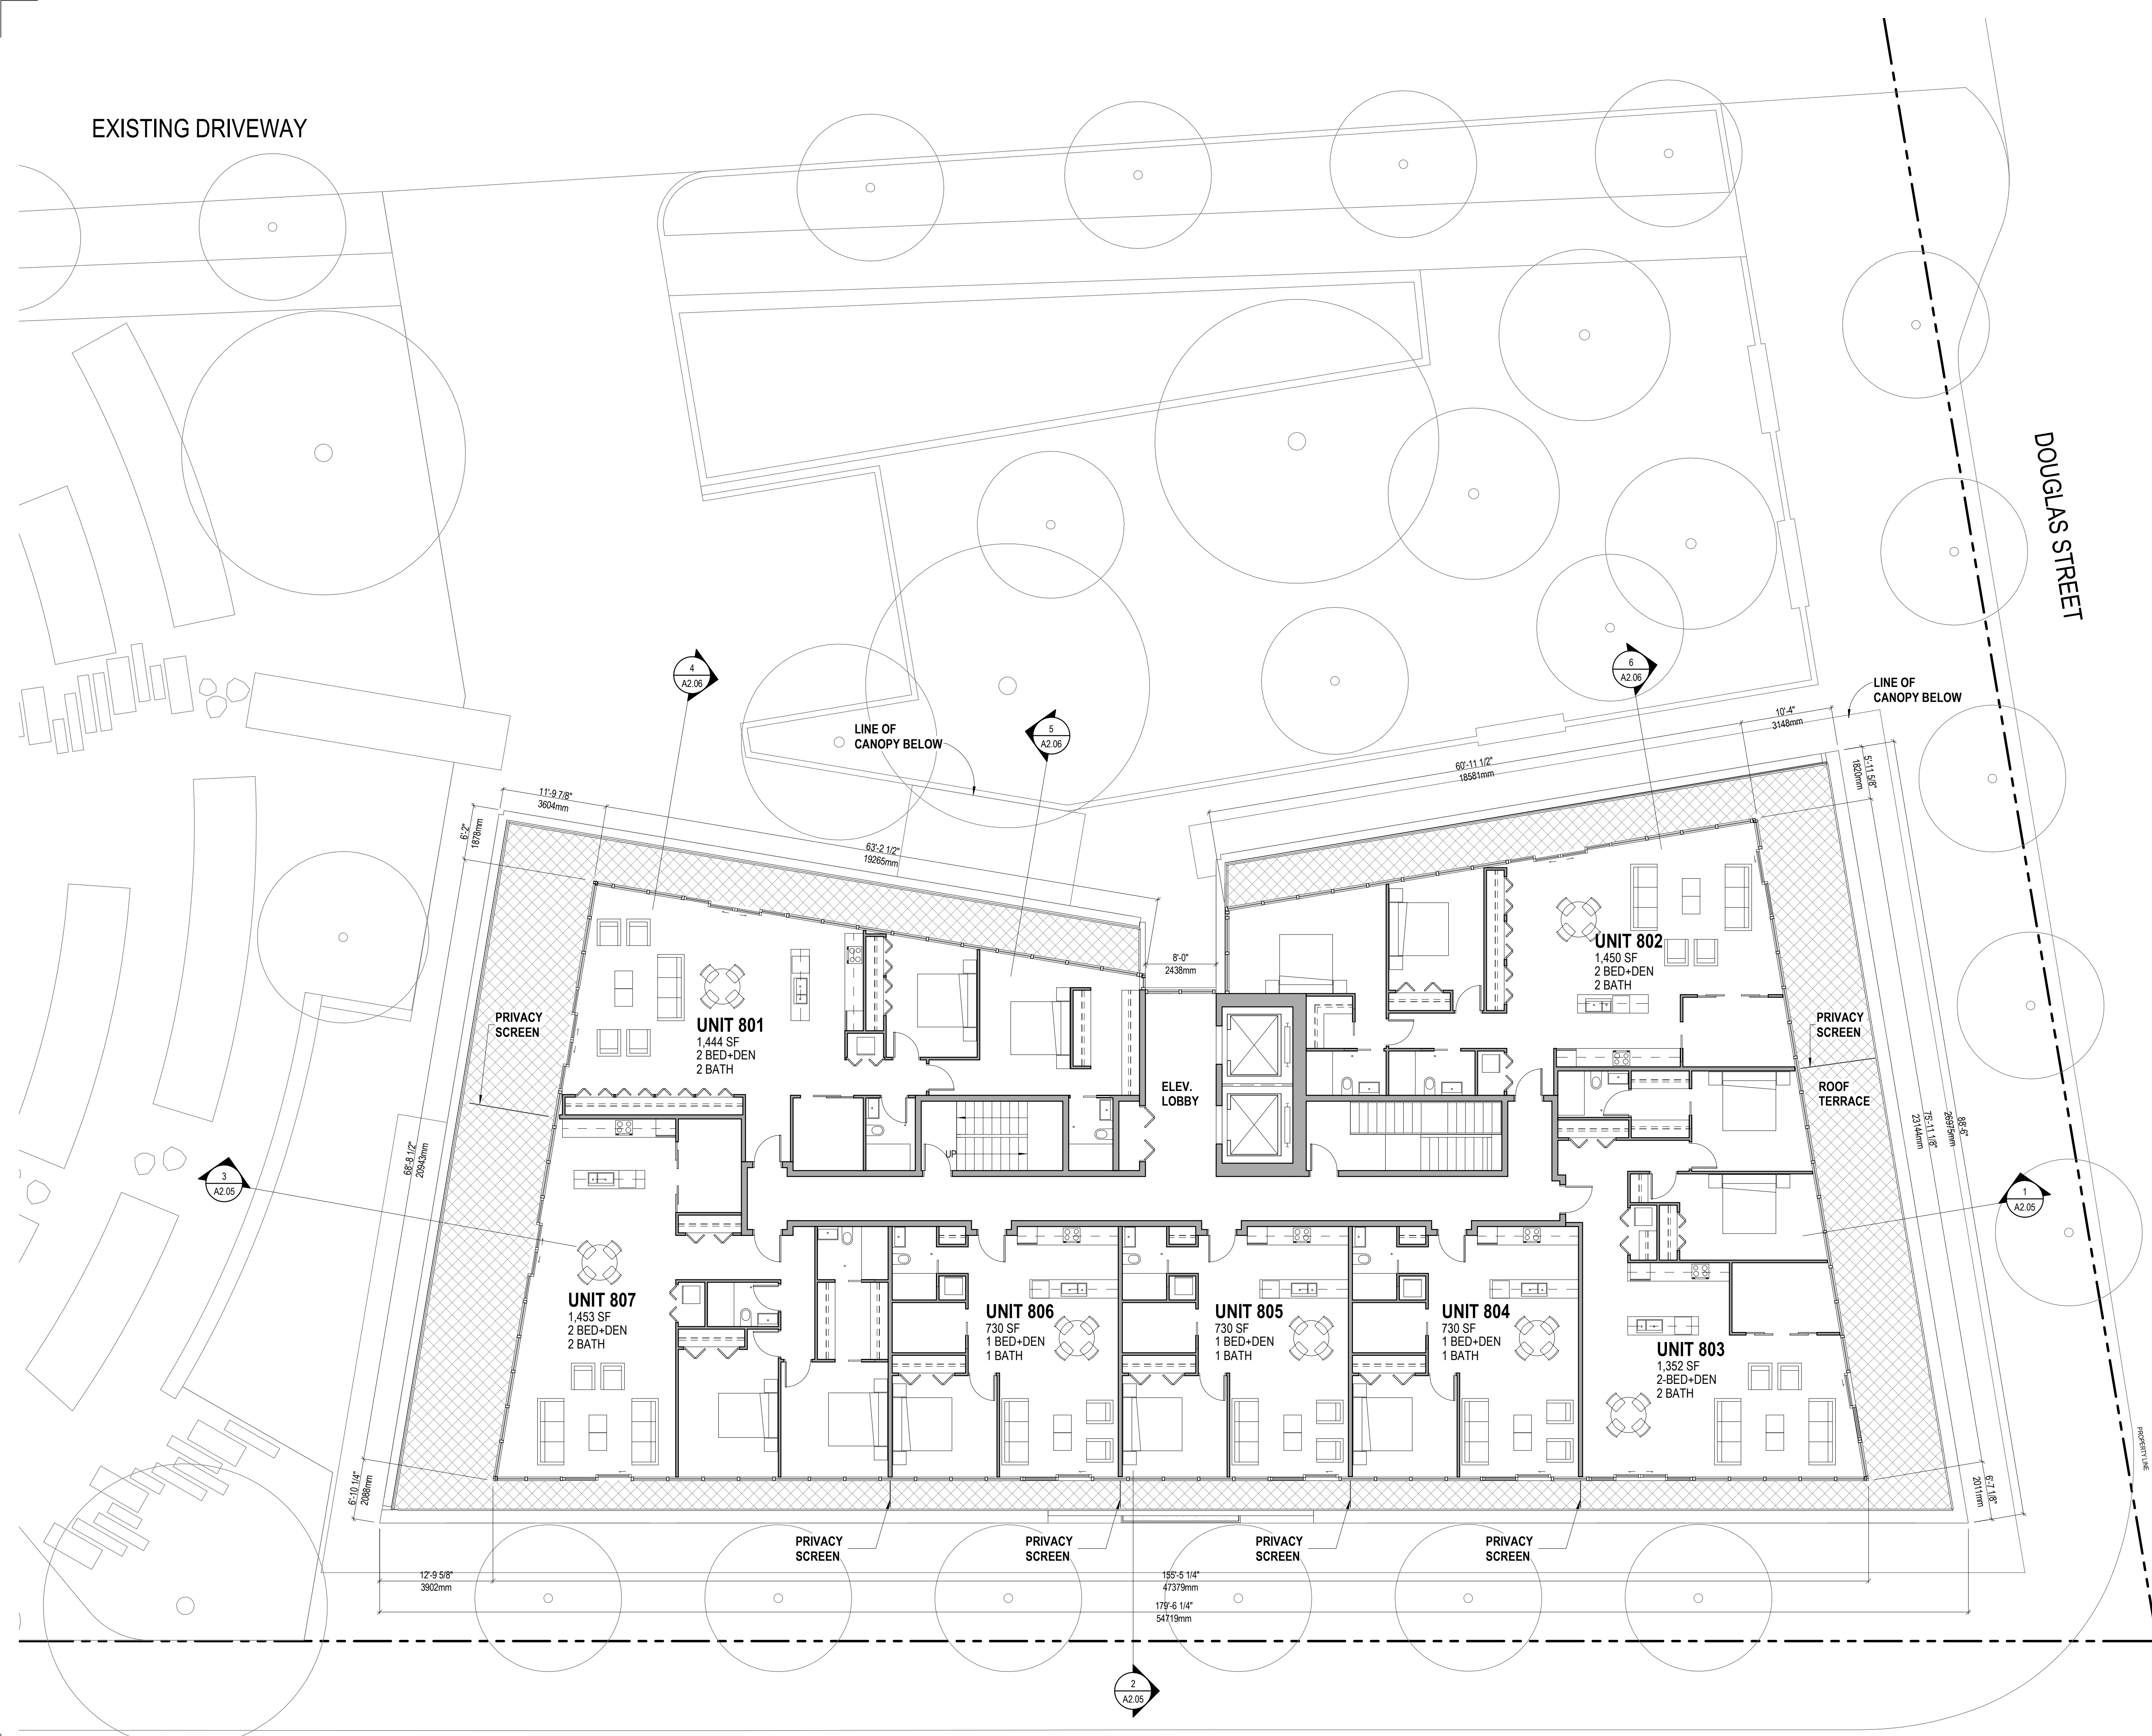 EXISTING DRIVEWAY
DOUGLAS STREET
4
A2.06
5
A2.06
6
A2.06
LINE OF
CANOPY BELOW
LINE OF
CANOPY BELOW
10'-4"
3148mm
60'-11 1/2"
18581mm
5'-11 5/8"
1820mm
11'-9 7/8"
3604mm
6'-2"
1878mm
63'-2 1/2"
19265mm
8'-0"
2438mm
UNIT 801
1,444 SF
2 BED+DEN
2 BATH
UNIT 802
1,450 SF
2 BED+DEN
2 BATH
PRIVACY
SCREEN
PRIVACY
SCREEN
ELEV.
LOBBY
ROOF
TERRACE
UP
68'-8 1/2"
20943mm
75'-11 1/8"
23144mm
88'-6"
26975mm
3
A2.05
1
A2.05
UNIT 807
1,453 SF
2 BED+DEN
2 BATH
UNIT 806
730 SF
1 BED+DEN
1 BATH
UNIT 805
730 SF
1 BED+DEN
1 BATH
UNIT 804
730 SF
1 BED+DEN
1 BATH
UNIT 803
1,352 SF
2-BED+DEN
2 BATH
PROPERTY LINE
6'-10 1/4"
2088mm
6'-7 1/8"
2011mm
PRIVACY
SCREEN
PRIVACY
SCREEN
PRIVACY
SCREEN
PRIVACY
SCREEN
12'-9 5/8"
3902mm
155'-5 1/4"
47379mm
179'-6 1/4"
54719mm
2
A2.05